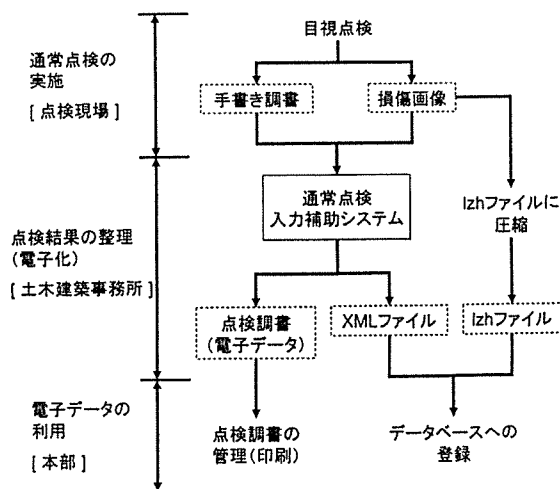 目視点検
通常点検の
実施
[ 点検現場 ]
手書き調書
損傷画像
通常点検
入力補助システム
lzhファイルに
圧縮
点検結果の整理
(電子化)
[ 土木建築事務所 ]
点検調書
(電子データ)
XMLファイル
lzhファイル
電子データの
利用
[ 本部 ]
点検調書の
管理(印刷)
データベースへの
登録